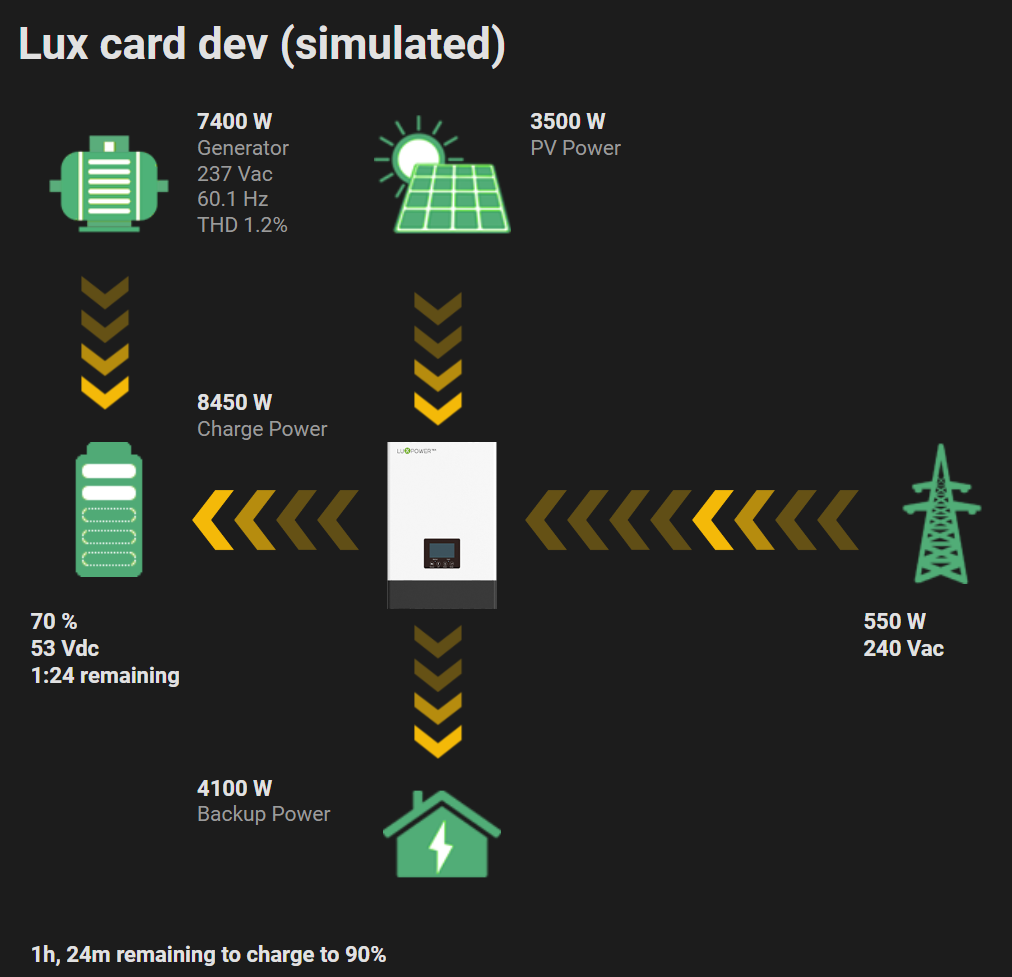 Lux card dev (simulated)
7400 W
Generator
237 Vac
60.1 Hz
THD 1.2%
3500 W
PV Power
8450 W
Charge Power
LUXPOWER
70 %
53 Vdc
1:24 remaining
550 W
240 Vac
4100 W
Backup Power
1h, 24m remaining to charge to 90%